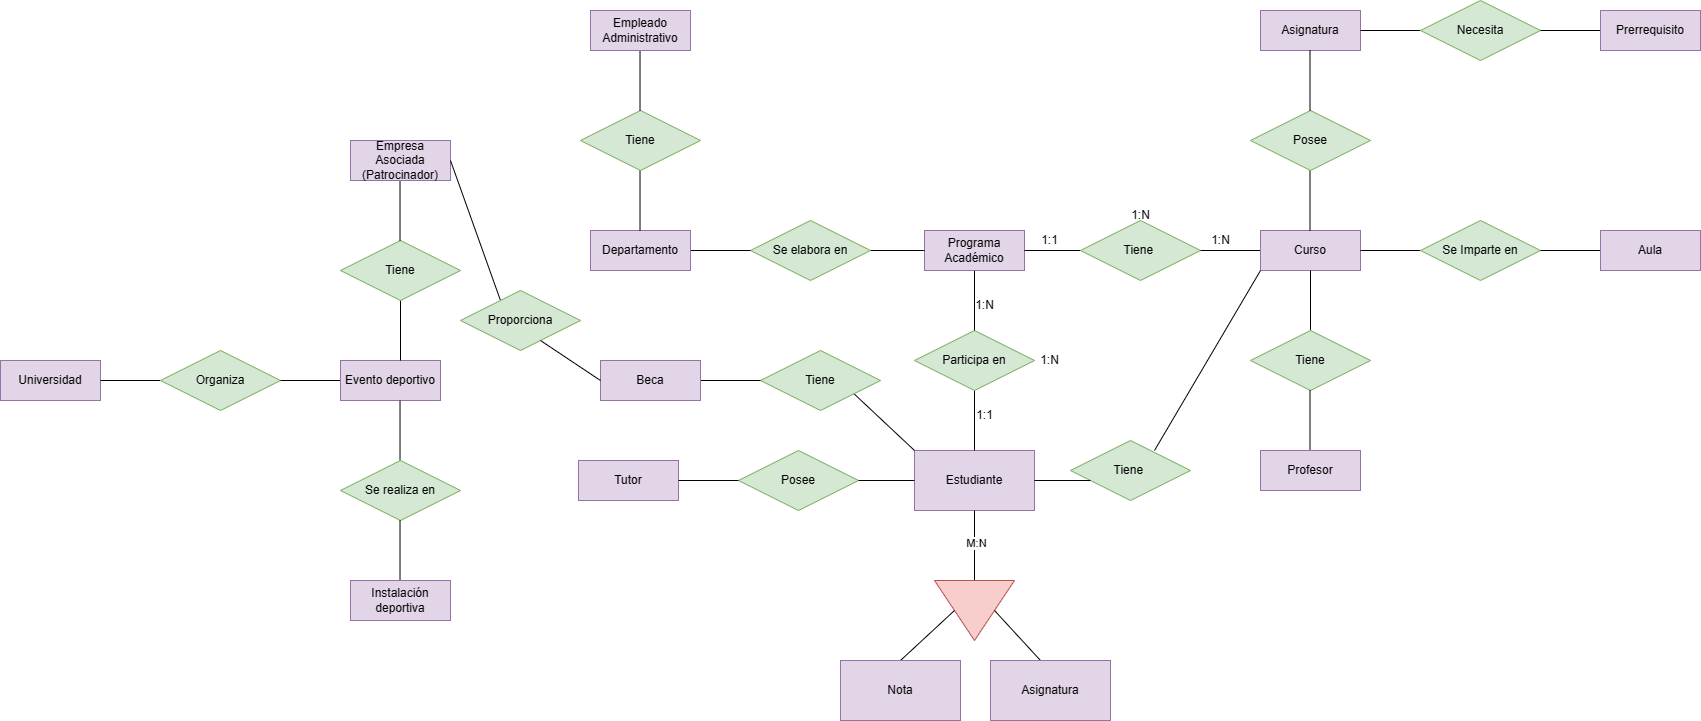 Empleado
Administrativo
Asignatura
Necesita
Prerrequisito
Tiene
Posee
Empresa
Asociada
(Patrocinador)
1:N
Departamento
Se elabora en
Programa
Académico
1:1
Tiene
1:N
Curso
Se Imparte en
Aula
Tiene
1:N
Proporciona
Universidad
Organiza
Evento deportivo
Beca
Tiene
Participa en
1:N
Tiene
1:1
Tutor
Posee
Estudiante
Tiene
Profesor
Se realiza en
M:N
Instalación
deportiva
Nota
Asignatura